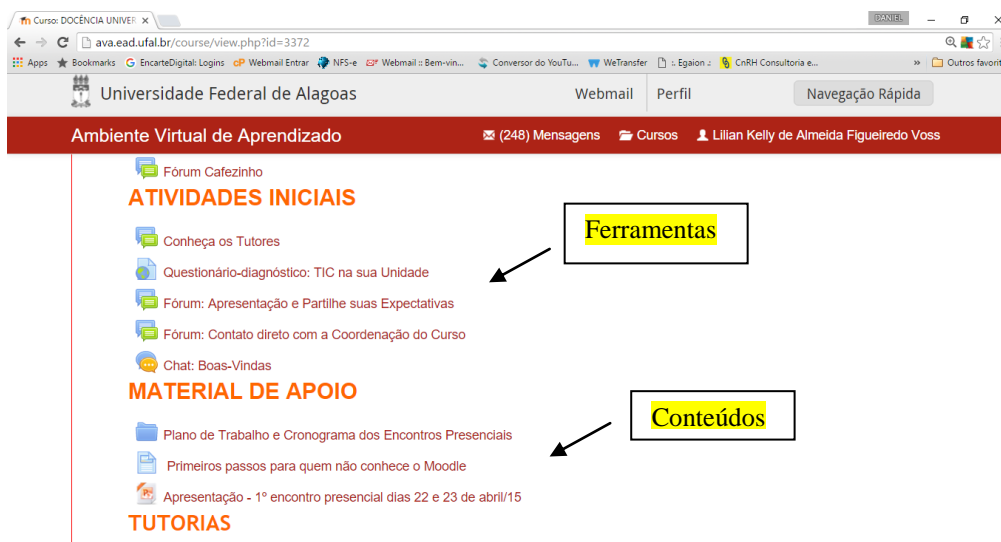 Curso: DOCÊNCIA UNIVER
DANIEL
ava.ead.ufal.br/course/view.php?id=3372
Apps Bookmarks EncarteDigital: Logins Webmail Entrar NFS-e Webmail :: Bem-vin... Conversor do YouTu... WeTransfer :. Egaion .: CnRH Consultoria e... » Outros favorit
Universidade Federal de Alagoas Webmail Perfil Navegação Rápida
Ambiente Virtual de Aprendizado (248) Mensagens Cursos Lilian Kelly de Almeida Figueiredo Voss
Fórum Cafezinho
ATIVIDADES INICIAIS
Ferramentas
Conheça os Tutores
Questionário-diagnóstico: TIC na sua Unidade
Fórum: Apresentação e Partilhe suas Expectativas
Fórum: Contato direto com a Coordenação do Curso
Chat: Boas-Vindas
MATERIAL DE APOIO
Conteúdos
Plano de Trabalho e Cronograma dos Encontros Presenciais
Primeiros passos para quem não conhece o Moodle
Apresentação - 1º encontro presencial dias 22 e 23 de abril/15
TUTORIAS